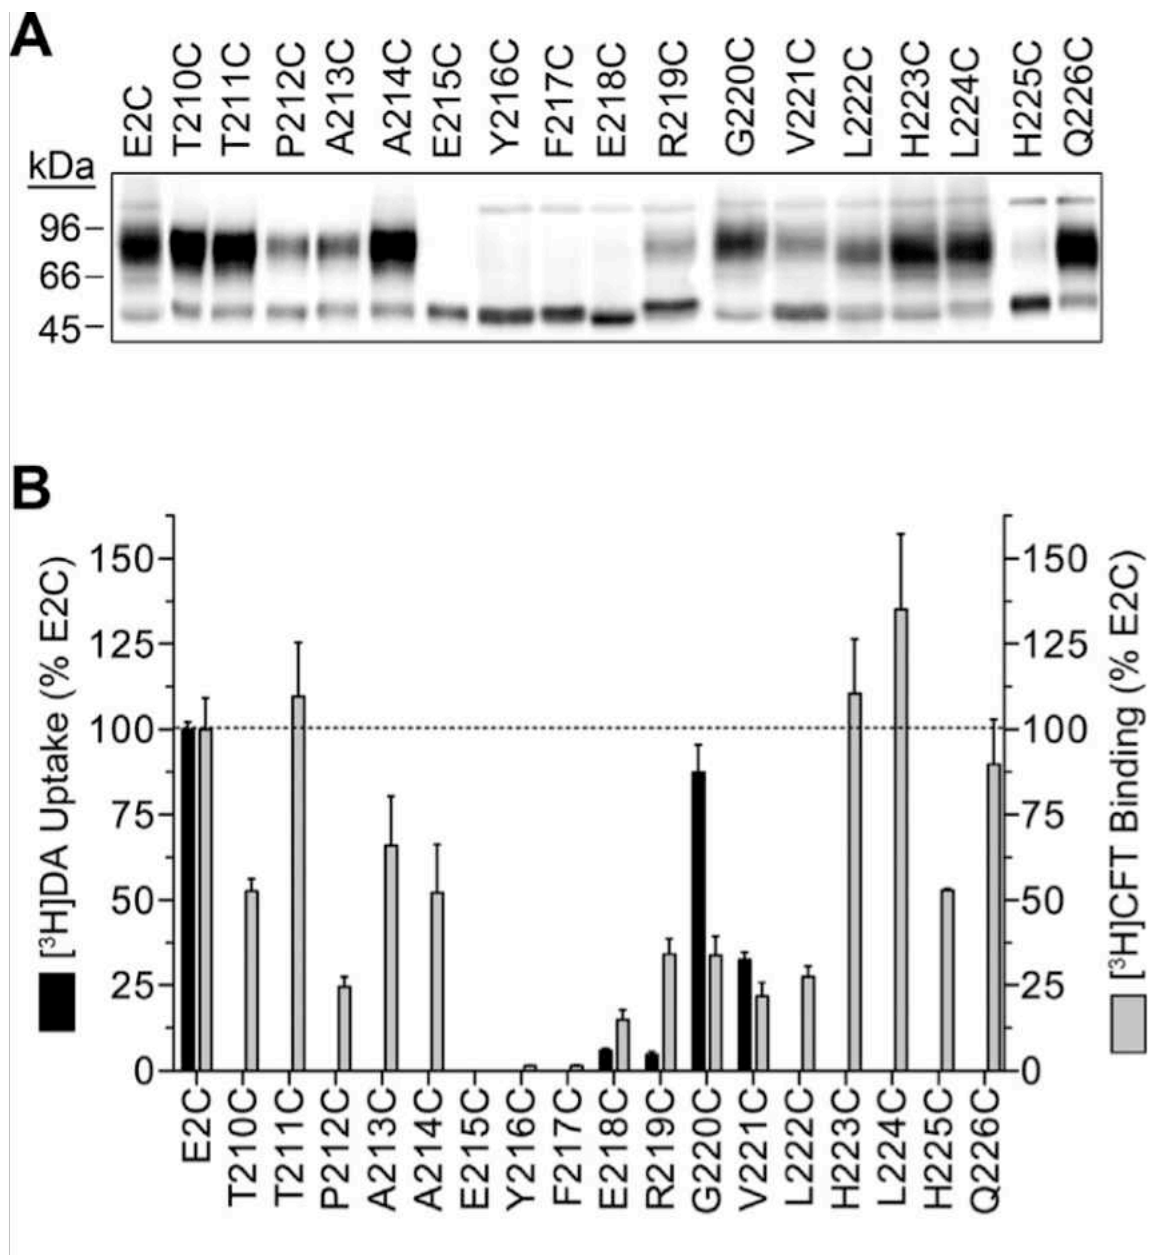 A
E2C T210C T211C P212C A213C A214C E215C Y216C F217C E218C R219C G220C V221C L222C H223C L224C H225C Q226C
kDa
96
66
45
B
[³H]DA Uptake (% E2C)
150 150
125 125
100 100
75 75
50 50
25 25
0 0
[³H]CFT Binding (% E2C)
E2C T210C T211C P212C A213C A214C E215C Y216C F217C E218C R219C G220C V221C L222C H223C L224C H225C Q226C